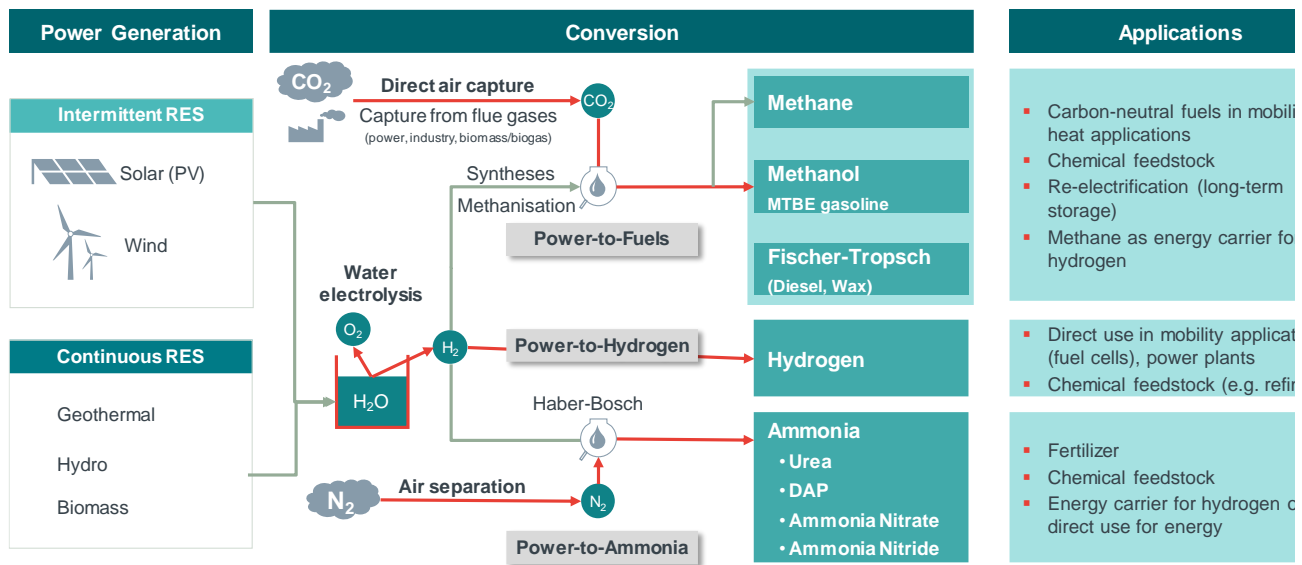 Power Generation
Conversion
Applications
Intermittent RES
Solar (PV)
Wind
Continuous RES
Geothermal
Hydro
Biomass
CO2
Direct air capture
Capture from flue gases
(power, industry, biomass/biogas)
CO2
Syntheses
Methanisation
Power-to-Fuels
Water
electrolysis
O2
H2
H2O
Power-to-Hydrogen
Haber-Bosch
N2
Air separation
N2
Power-to-Ammonia
Methane
Methanol
MTBE gasoline
Fischer-Tropsch
(Diesel, Wax)
Hydrogen
Ammonia
• Urea
• DAP
• Ammonia Nitrate
• Ammonia Nitride
▪ Carbon-neutral fuels in
heat applications
▪ Chemical feedstock
▪ Re-electrification (long-term
storage)
▪ Methane as energy carrier
hydrogen
▪ Direct use in mobility
(fuel cells), power plants
▪ Chemical feedstock (e.g.
▪ Fertilizer
▪ Chemical feedstock
▪ Energy carrier for hydrogen
direct use for energy